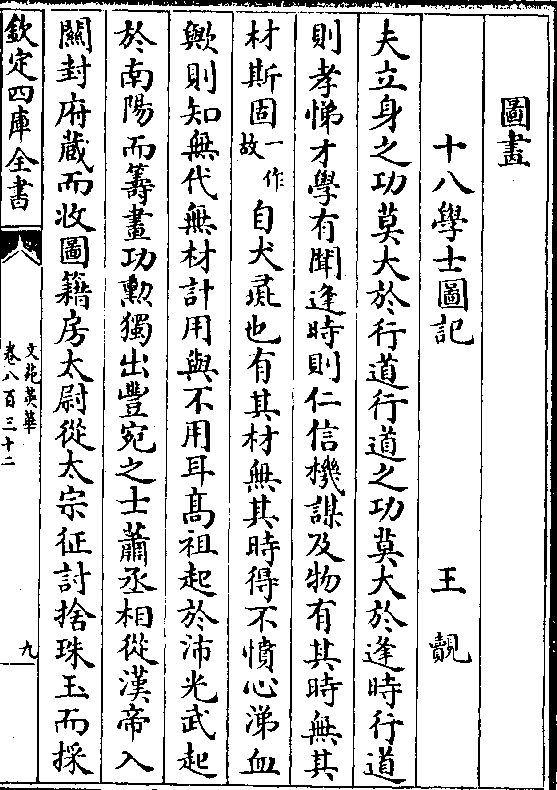 圖畫
十八學士圖記 王覿
夫立身之功莫大於行道行道之功莫大於逢時行道
則孝悌才學有聞逢時則仁信機謀及物有其時無其
材斯固一作故自犬彘也有其材無其時得不憤心涕血
歟則知無代無材計用與不用耳髙祖起於沛光武起
於南陽而籌畫功勲獨出豐宛之士蕭丞相從漢帝入
關封府蔵而收圖籍房太尉從太宗征討捨珠玉而採
欽定四庫全書
文苑英華
卷八百三十二
九